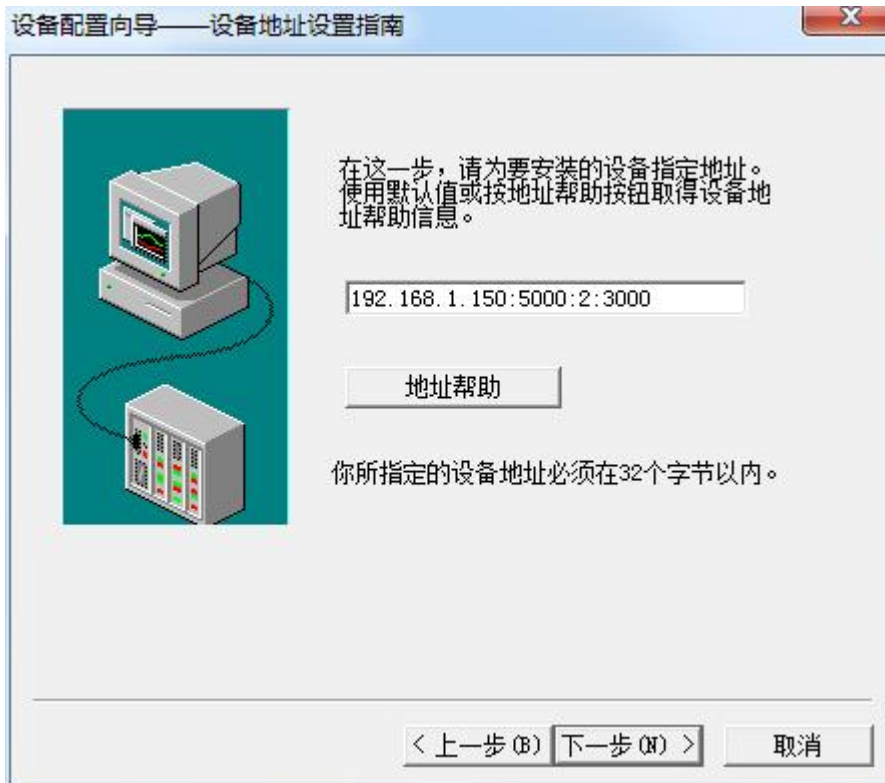 设备配置向导——设备地址设置指南
在这一步，请为要安装的设备指定地址。
使用默认值或按地址帮助按钮取得设备地
址帮助信息。
192.168.1.150:5000:2:3000
地址帮助
你所指定的设备地址必须在32个字节以内。
< 上一步(B) 下一步(N) > 取消